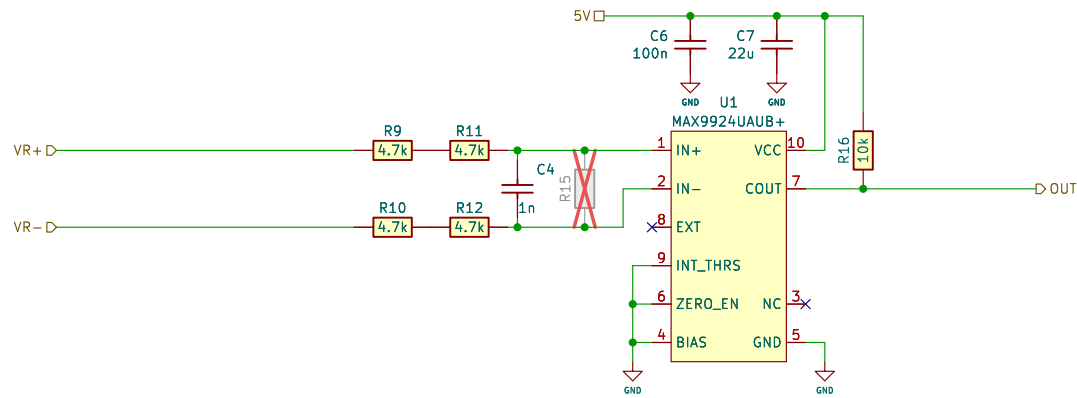 5V
C6
100n
C7
22u
GND
GND
U1
MAX9924UAUB+
R9
4.7k
R11
4.7k
VR+
C4
1n
R15
1
IN+
2
IN-
8
EXT
9
INT_THRS
6
ZERO_EN
4
BIAS
10
VCC
7
COUT
3
NC
5
GND
R16
10k
OUT
R10
4.7k
R12
4.7k
VR-
GND
GND